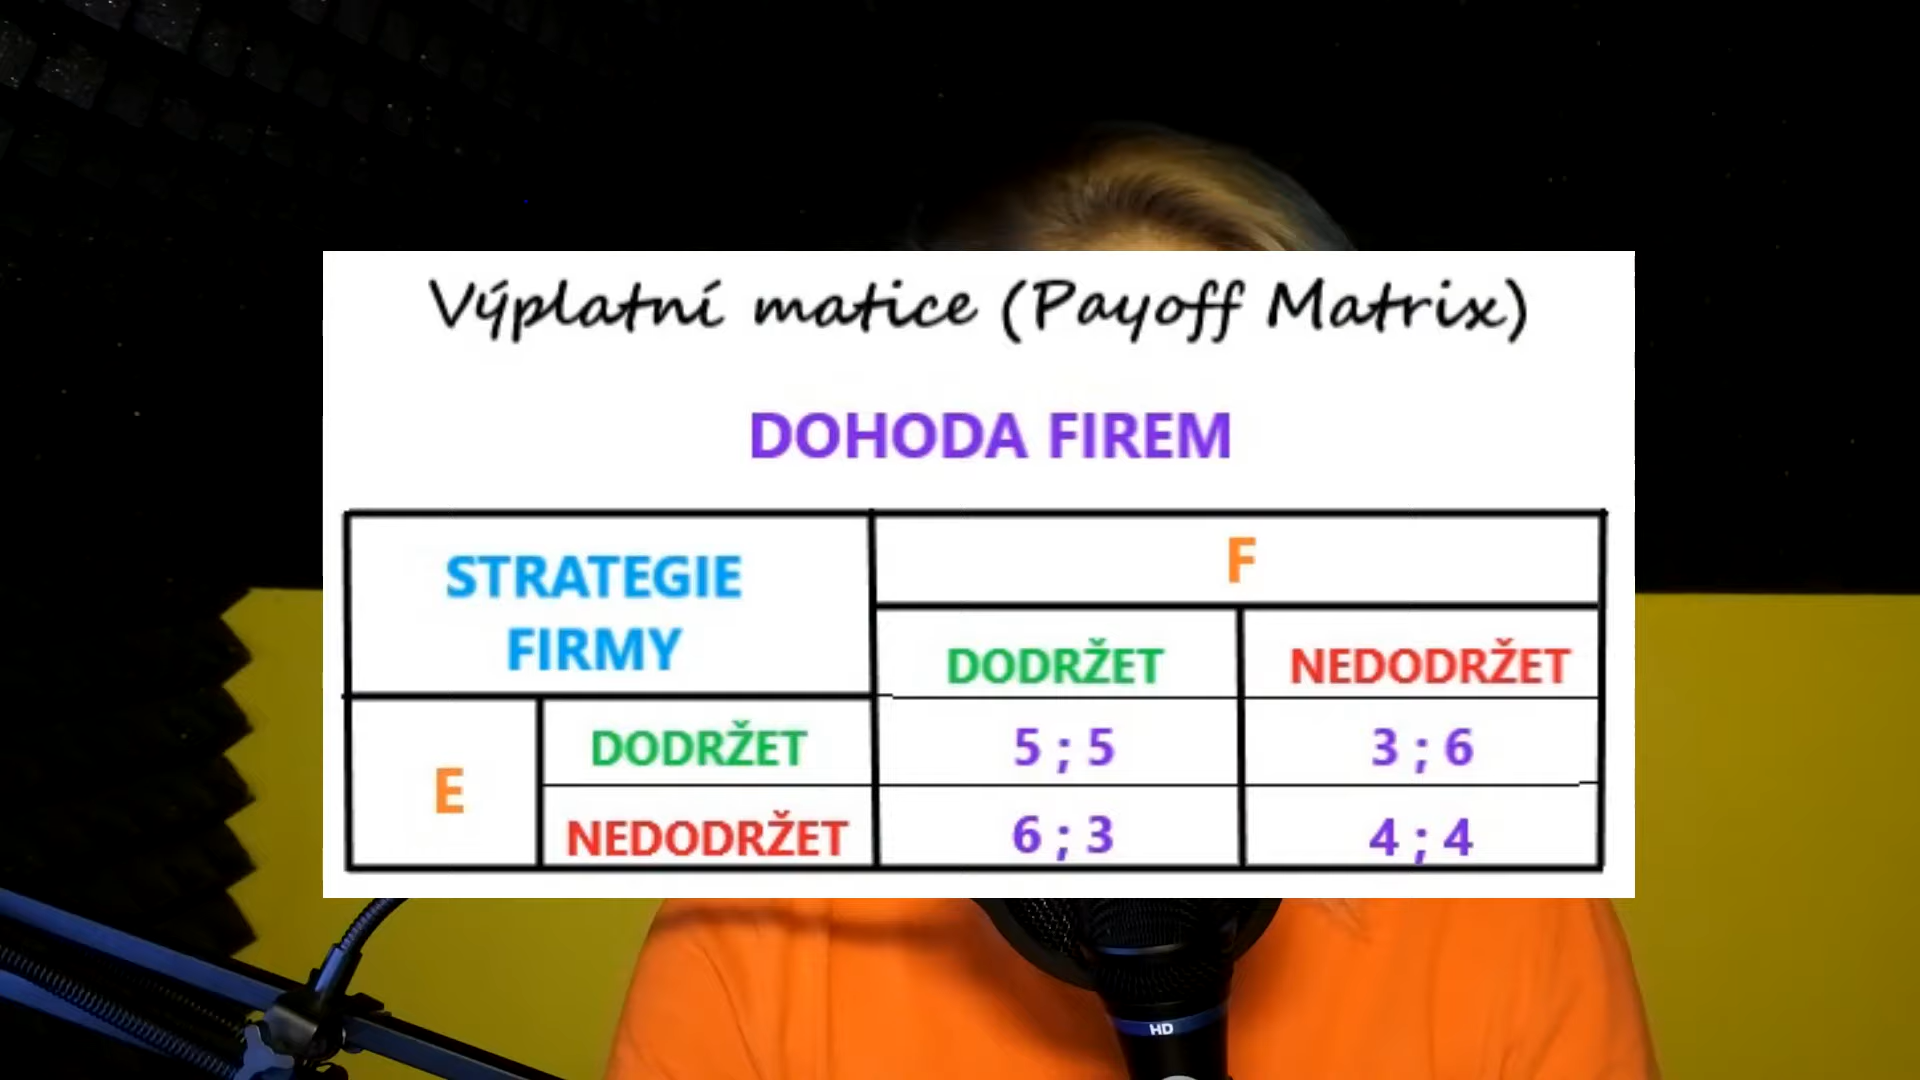 Výplatní matice (Payoff Matrix)
DOHODA FIREM
STRATEGIE
FIRMY
F
DODRŽET NEDODRŽET
E
DODRŽET 5 ; 5 3 ; 6
NEDODRŽET 6 ; 3 4 ; 4
HD